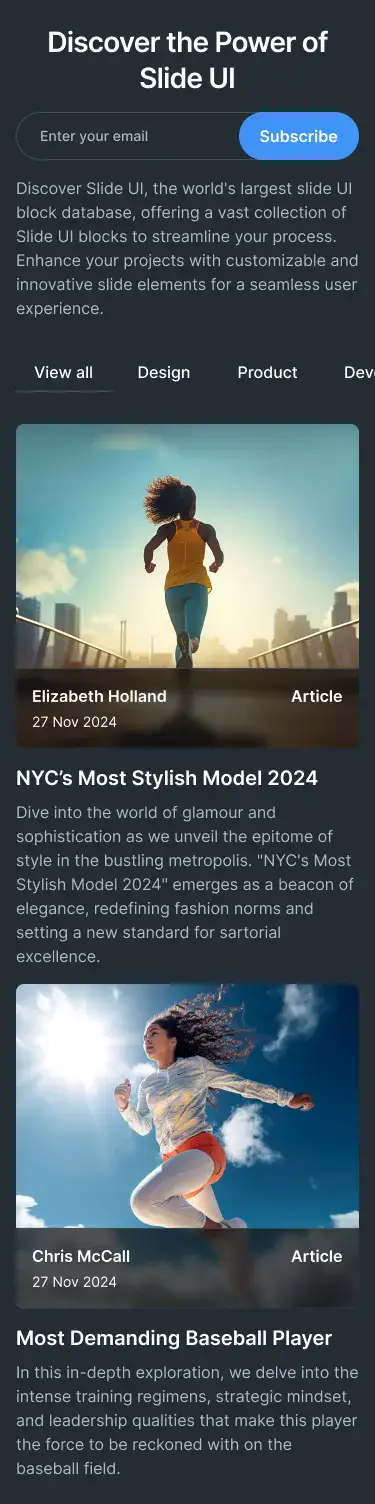 Discover the Power of
Slide UI
Enter your email
Subscribe
Discover Slide UI, the world's largest slide UI
block database, offering a vast collection of
Slide UI blocks to streamline your process.
Enhance your projects with customizable and
innovative slide elements for a seamless user
experience.
View all Design Product Deve
Elizabeth Holland Article
27 Nov 2024
NYC’s Most Stylish Model 2024
Dive into the world of glamour and
sophistication as we unveil the epitome of
style in the bustling metropolis. "NYC's Most
Stylish Model 2024" emerges as a beacon of
elegance, redefining fashion norms and
setting a new standard for sartorial
excellence.
Chris McCall Article
27 Nov 2024
Most Demanding Baseball Player
In this in-depth exploration, we delve into the
intense training regimens, strategic mindset,
and leadership qualities that make this player
the force to be reckoned with on the
baseball field.